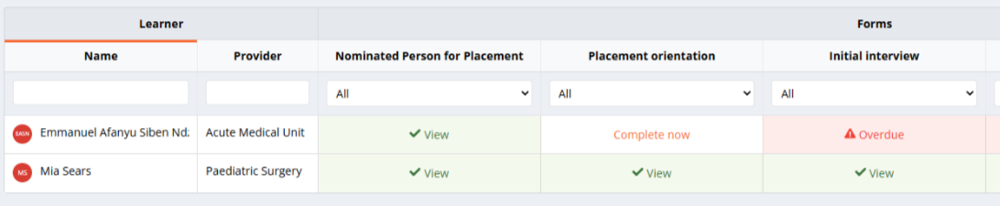 Learner Forms
Name Provider Nominated Person for Placement Placement orientation Initial interview
All All All
EASN Emmanuel Afanyu Siben Nd Acute Medical Unit View Complete now Overdue
MS Mia Sears Paediatric Surgery View View View